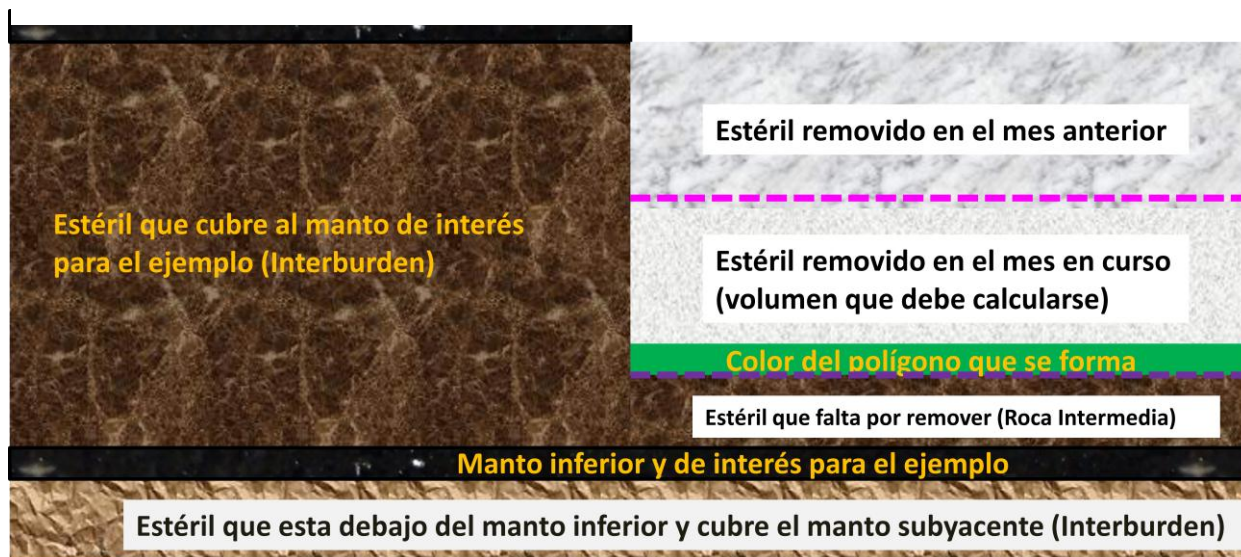 Estéril removido en el mes anterior
Estéril que cubre al manto de interés
para el ejemplo (Interburden)
Estéril removido en el mes en curso
(volumen que debe calcularse)
Color del polígono que se forma
Estéril que falta por remover (Roca Intermedia)
Manto inferior y de interés para el ejemplo
Estéril que esta debajo del manto inferior y cubre el manto subyacente (Interburden)